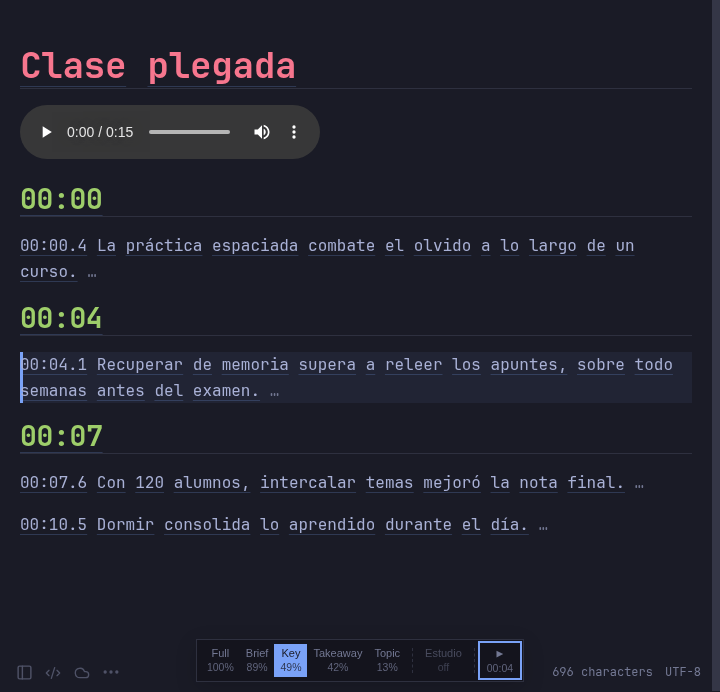 Clase plegada
0:00 / 0:15
00:00
00:00.4 La práctica espaciada combate el olvido a lo largo de un
curso. …
00:04
00:04.1 Recuperar de memoria supera a releer los apuntes, sobre todo
semanas antes del examen. …
00:07
00:07.6 Con 120 alumnos, intercalar temas mejoró la nota final. …
00:10.5 Dormir consolida lo aprendido durante el día. …
Full Brief Key Takeaway Topic Estudio ▶
100% 89% 49% 42% 13% off 00:04
696 characters UTF-8